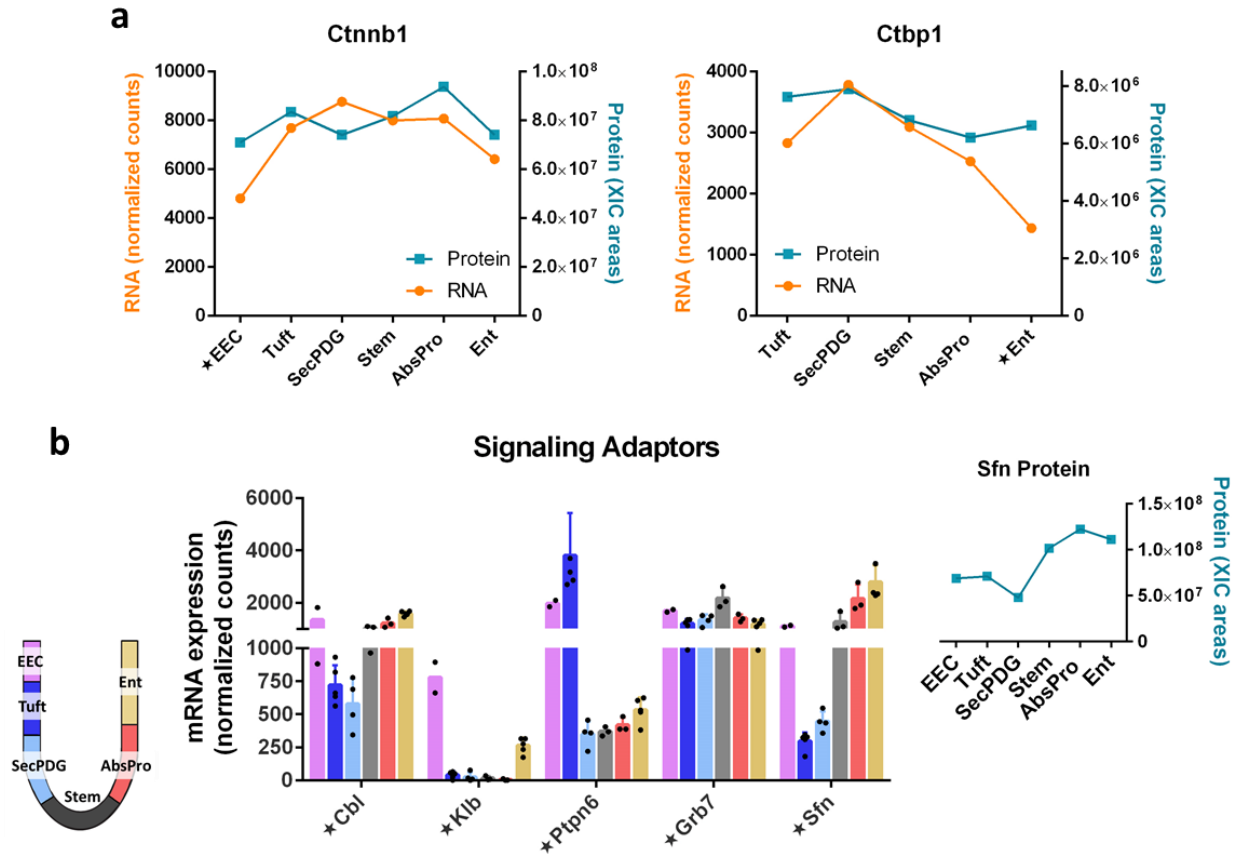 a
Ctnnb1
RNA (normalized counts)
10000
8000
6000
4000
2000
0
1.0×10⁸
8.0×10⁷
6.0×10⁷
4.0×10⁷
2.0×10⁷
0
Protein (XIC areas)
Protein
RNA
★EEC
Tuft
SecPDG
Stem
AbsPro
Ent
Ctbp1
RNA (normalized counts)
4000
3000
2000
1000
0
8.0×10⁶
6.0×10⁶
4.0×10⁶
2.0×10⁶
0
Protein (XIC areas)
Protein
RNA
Tuft
SecPDG
Stem
AbsPro
★Ent
b
EEC
Tuft
SecPDG
Stem
AbsPro
Ent
Signaling Adaptors
mRNA expression
(normalized counts)
6000
4000
2000
1000
750
500
250
0
★Cbl
★Klb
★Ptpn6
★Grb7
★Sfn
Sfn Protein
1.5×10⁸
1.0×10⁸
5.0×10⁷
0
Protein (XIC areas)
EEC
Tuft
SecPDG
Stem
AbsPro
Ent